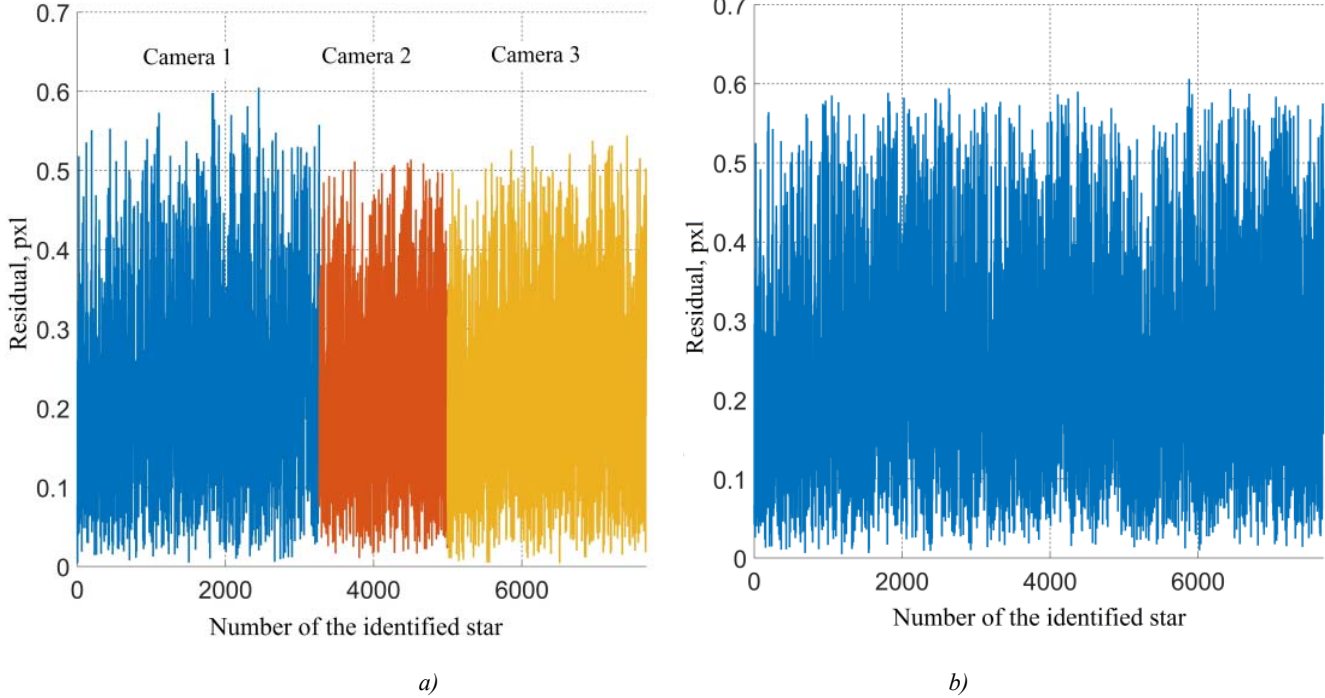 0.7
Camera 1 Camera 2 Camera 3
0.6
0.5
0.4
0.3
0.2
0.1
0
Residual, pxl
0 2000 4000 6000
Number of the identified star
a)
0.7
0.6
0.5
0.4
0.3
0.2
0.1
0
Residual, pxl
0 2000 4000 6000
Number of the identified star
b)